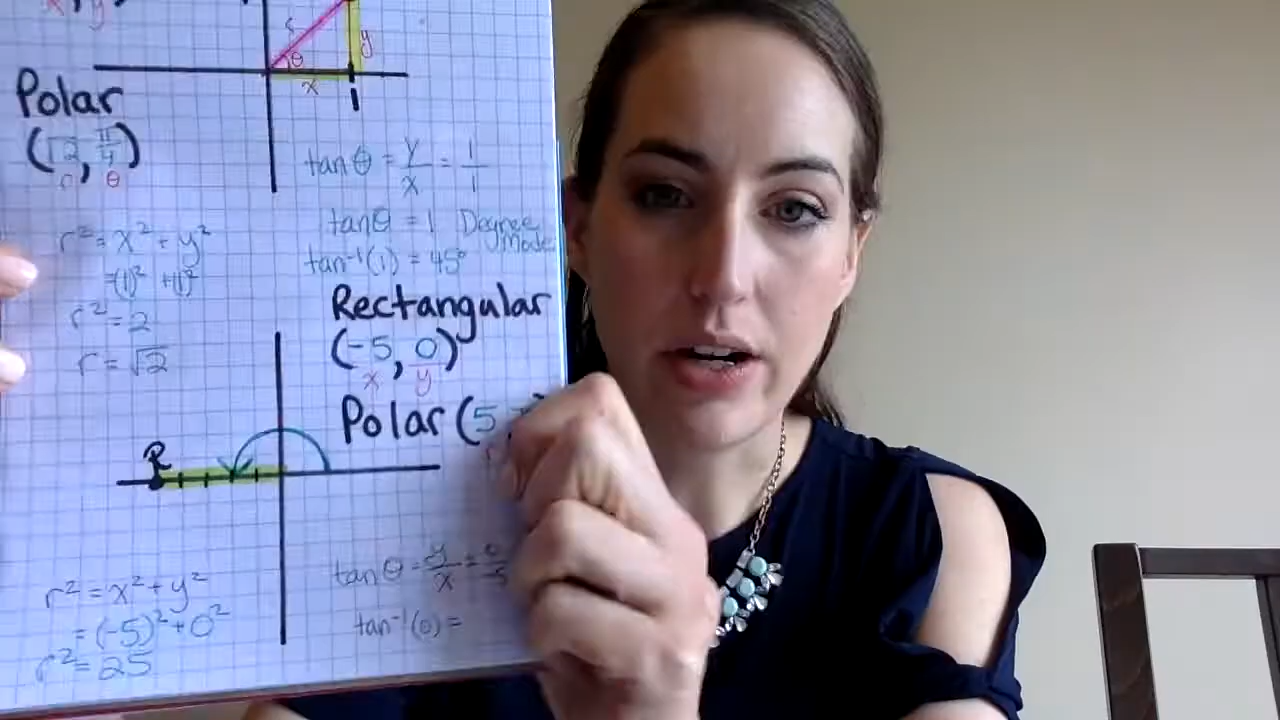 x, y
r
θ
y
x
1
Polar
(√2, π/4)
r θ
tan θ = y/x = 1/1
tanθ = 1 Degree Mode
tan⁻¹(1) = 45°
r² = x² + y²
= (1)² + (1)²
r² = 2
r = √2
Rectangular
(-5, 0)
x y
Polar (5,
R
tan θ = y/x = 0/-5
tan⁻¹(0) =
r² = x² + y²
= (-5)² + 0²
r² = 25